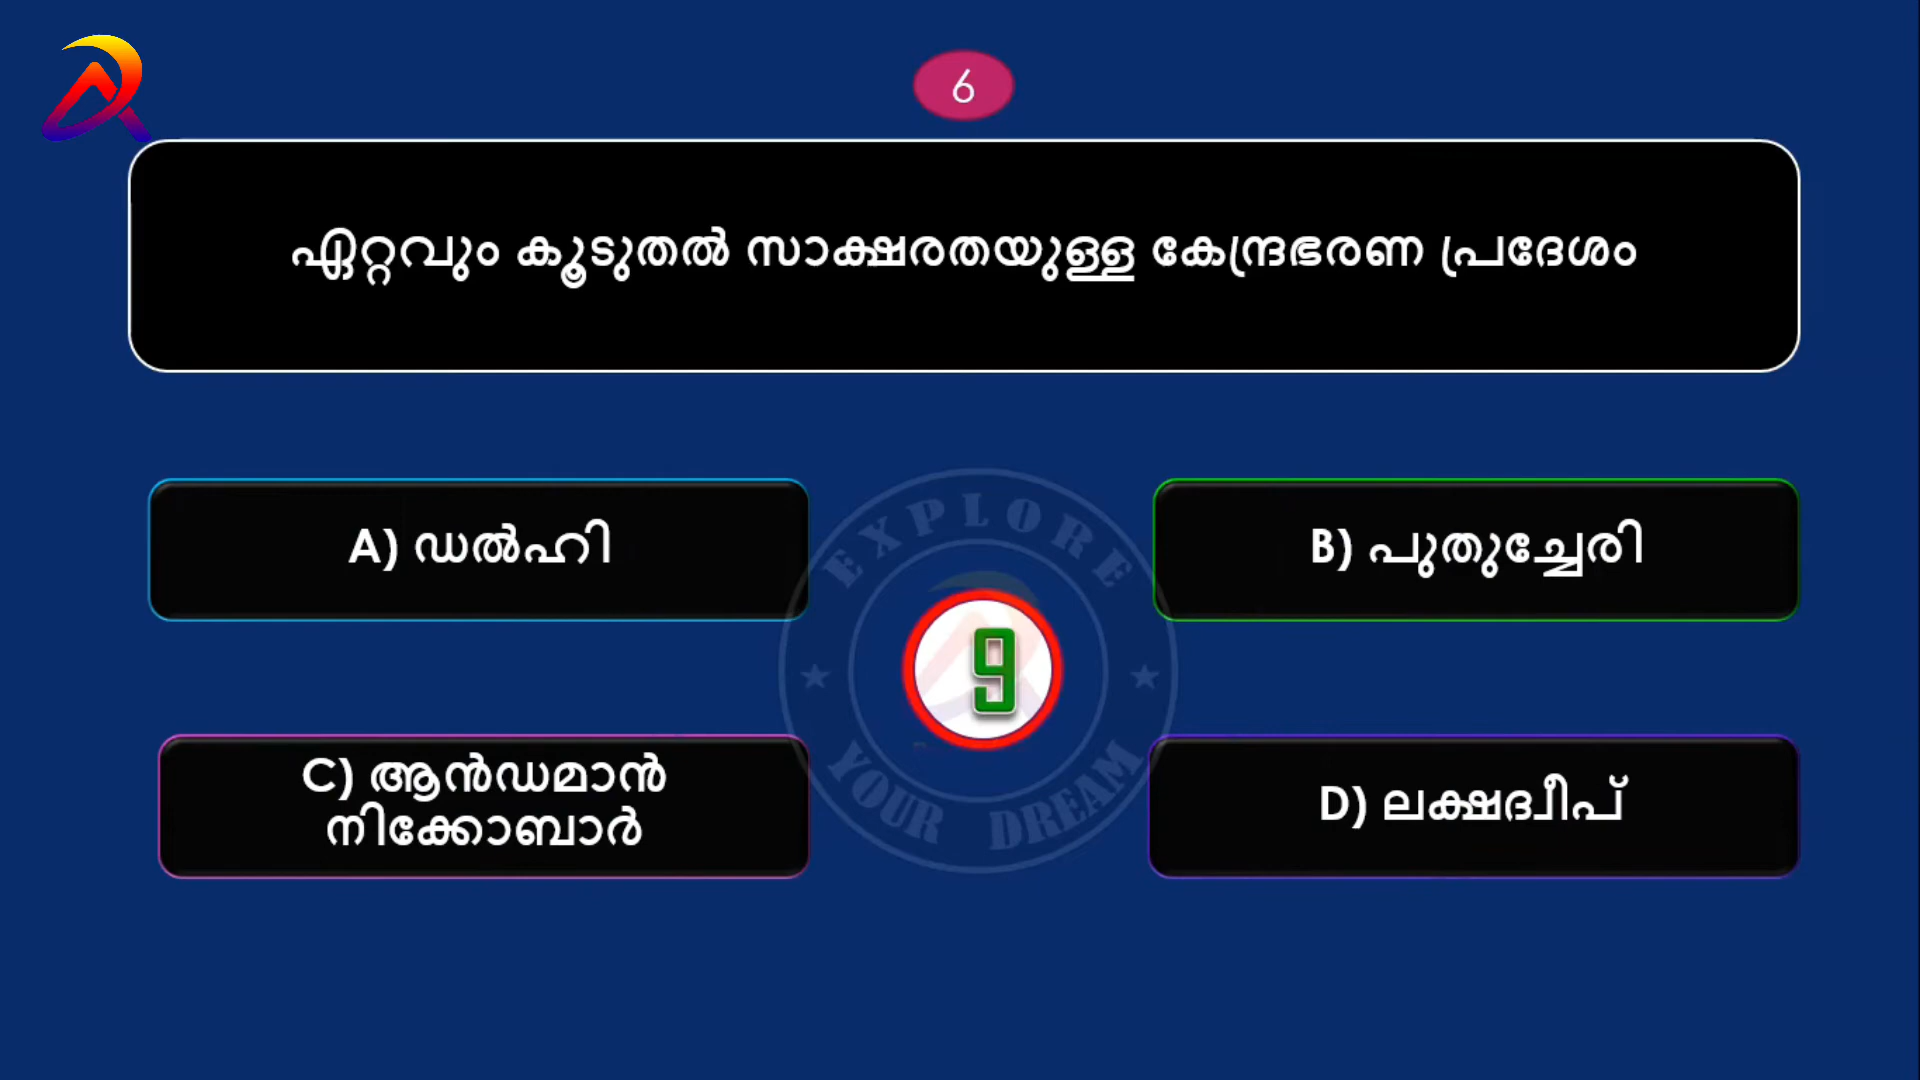 6
ഏറ്റവും കൂടുതൽ സാക്ഷരതയുള്ള കേന്ദ്രഭരണ പ്രദേശം
A) ഡൽഹി
B) പുതുച്ചേരി
EXPLORE
9
YOUR DREAM
C) ആൻഡമാൻ
നിക്കോബാർ
D) ലക്ഷദ്വീപ്